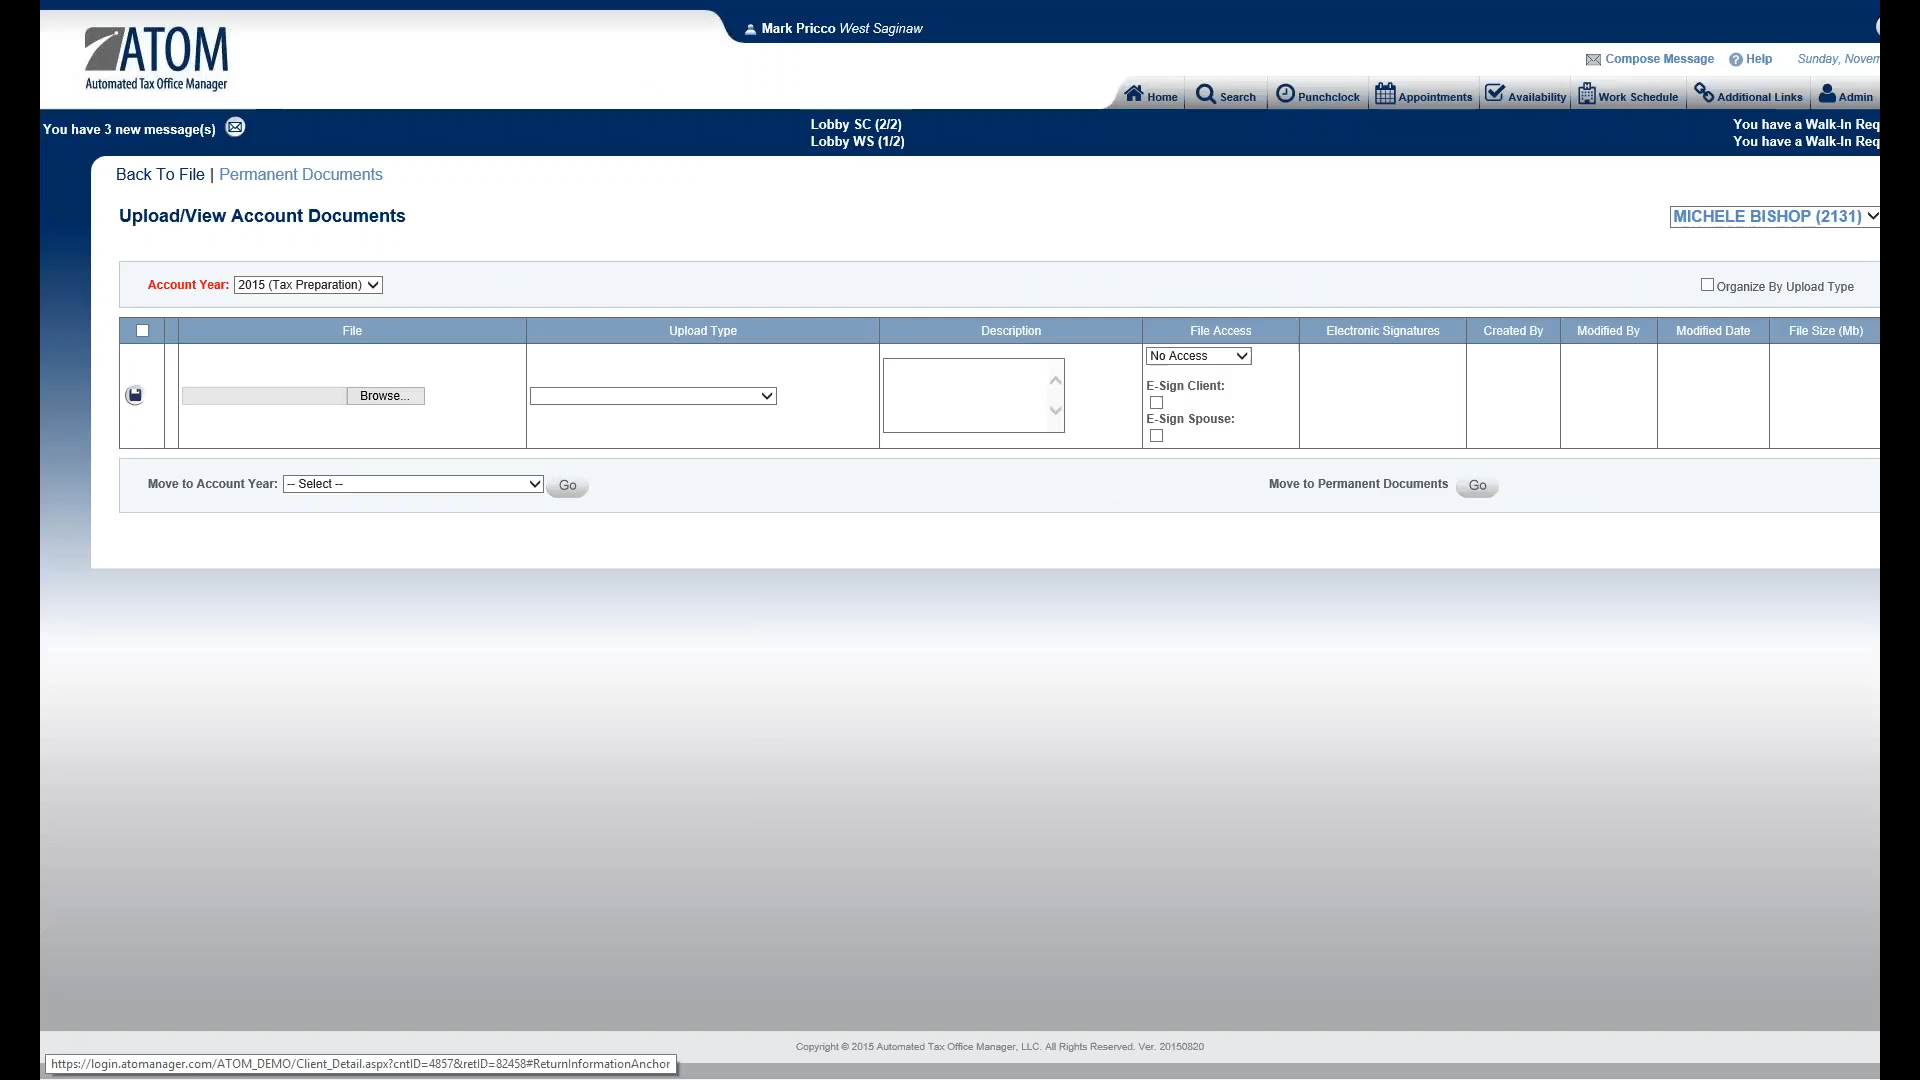 ATOM
Automated Tax Office Manager
Mark Pricco West Saginaw
Compose Message Help Sunday, Novem
Home Search Punchclock Appointments Availability Work Schedule Additional Links Admin
You have 3 new message(s)
Lobby SC (2/2)
Lobby WS (1/2)
You have a Walk-In Req
You have a Walk-In Req
Back To File | Permanent Documents
Upload/View Account Documents
MICHELE BISHOP (2131)
Account Year: 2015 (Tax Preparation)
Organize By Upload Type
File Upload Type Description File Access Electronic Signatures Created By Modified By Modified Date File Size (Mb)
No Access
Browse...
E-Sign Client:
E-Sign Spouse:
Move to Account Year: -- Select -- Go
Move to Permanent Documents Go
Copyright © 2015 Automated Tax Office Manager, LLC. All Rights Reserved. Ver. 20150820
https://login.atomanager.com/ATOM_DEMO/Client_Detail.aspx?cntID=4857&retID=82458#ReturnInformationAnchor